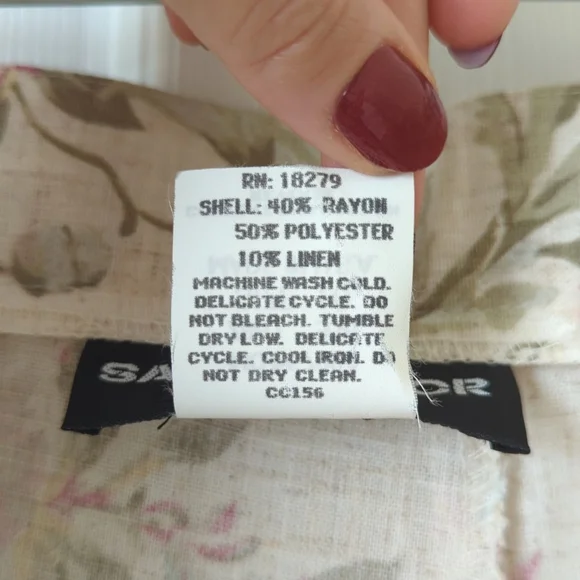 RN: 18279
SHELL: 40% RAYON
50% POLYESTER
10% LINEN
MACHINE WASH COLD.
DELICATE CYCLE. DO
NOT BLEACH. TUMBLE
DRY LOW. DELICATE
CYCLE. COOL IRON. DO
NOT DRY CLEAN.
CC156